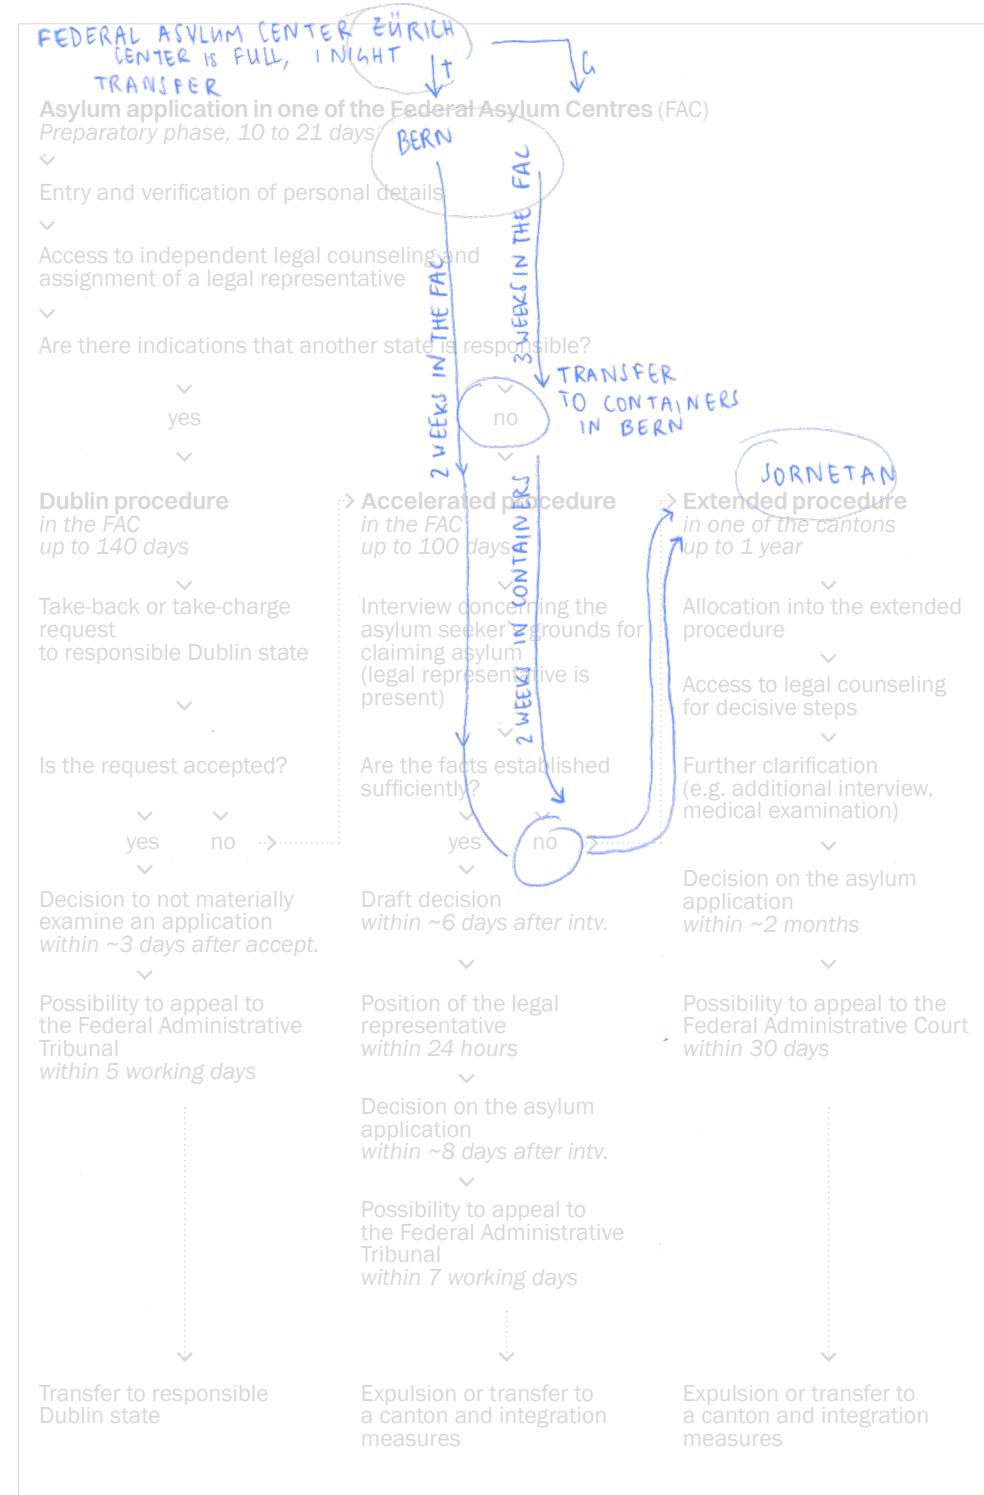 FEDERAL ASYLUM CENTER ZÜRICH
CENTER IS FULL, 1 NIGHT
TRANSFER
t
G
Asylum application in one of the Federal Asylum Centres (FAC)
Preparatory phase, 10 to 21 days
BERN
Entry and verification of personal details
Access to independent legal counseling and
assignment of a legal representative
Are there indications that another state is responsible?
2 WEEKS IN THE FAC
3 WEEKS IN THE FAC
TRANSFER
TO CONTAINERS
IN BERN
yes
no
SORNETAN
2 WEEKS IN CONTAINERS
Dublin procedure
in the FAC
up to 140 days
Take-back or take-charge
request
to responsible Dublin state
Is the request accepted?
yes
no
Decision to not materially
examine an application
within ~3 days after accept.
Possibility to appeal to
the Federal Administrative
Tribunal
within 5 working days
Transfer to responsible
Dublin state
Accelerated procedure
in the FAC
up to 100 days
Interview concerning the
asylum seeker's grounds for
claiming asylum
(legal representative is
present)
Are the facts established
sufficiently?
yes
no
Draft decision
within ~6 days after intv.
Position of the legal
representative
within 24 hours
Decision on the asylum
application
within ~8 days after intv.
Possibility to appeal to
the Federal Administrative
Tribunal
within 7 working days
Expulsion or transfer to
a canton and integration
measures
Extended procedure
in one of the cantons
up to 1 year
Allocation into the extended
procedure
Access to legal counseling
for decisive steps
Further clarification
(e.g. additional interview,
medical examination)
Decision on the asylum
application
within ~2 months
Possibility to appeal to the
Federal Administrative Court
within 30 days
Expulsion or transfer to
a canton and integration
measures